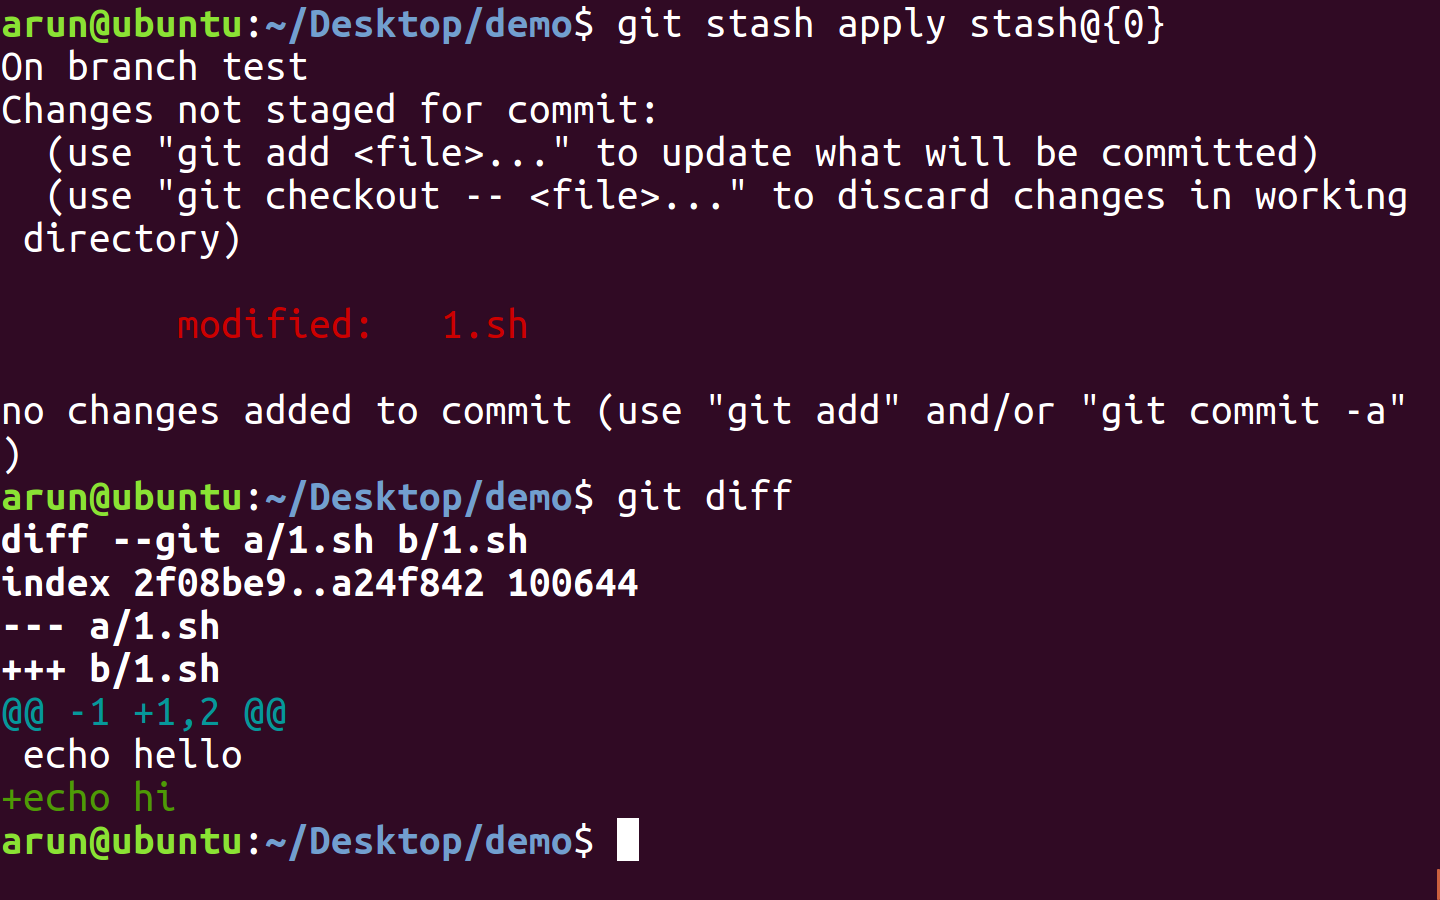 arun@ubuntu:~/Desktop/demo$ git stash apply stash@{0}
On branch test
Changes not staged for commit:
  (use "git add <file>..." to update what will be committed)
  (use "git checkout -- <file>..." to discard changes in working
 directory)
        modified:   1.sh
no changes added to commit (use "git add" and/or "git commit -a"
)
arun@ubuntu:~/Desktop/demo$ git diff
diff --git a/1.sh b/1.sh
index 2f08be9..a24f842 100644
--- a/1.sh
+++ b/1.sh
@@ -1 +1,2 @@
 echo hello
+echo hi
arun@ubuntu:~/Desktop/demo$